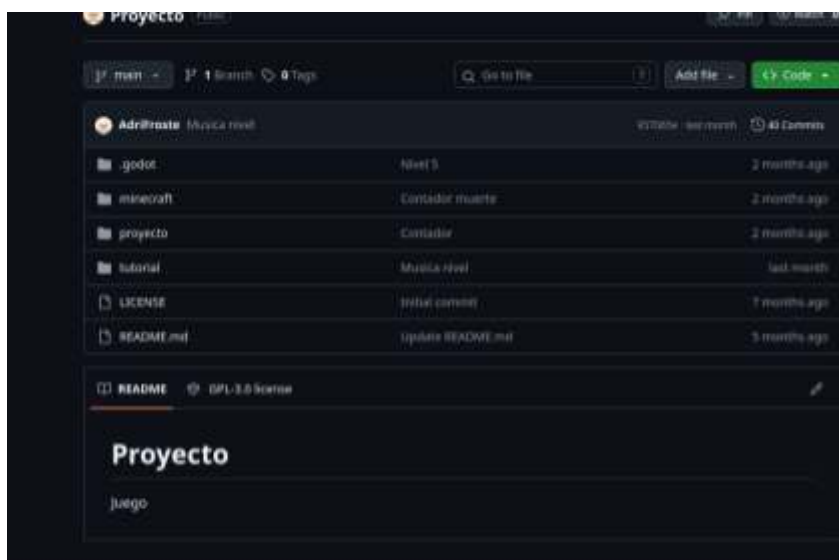 Proyecto Public
main 1 Branch 0 Tags Go to file Add file Code
Musica nivel last month 40 Commits
.godot Nivel 5 2 months ago
minecraft Contador muerte 2 months ago
proyecto Contador 2 months ago
tutorial Musica nivel last month
LICENSE Initial commit 7 months ago
README.md Update README.md 5 months ago
README GPL-3.0 license
Proyecto
Juego